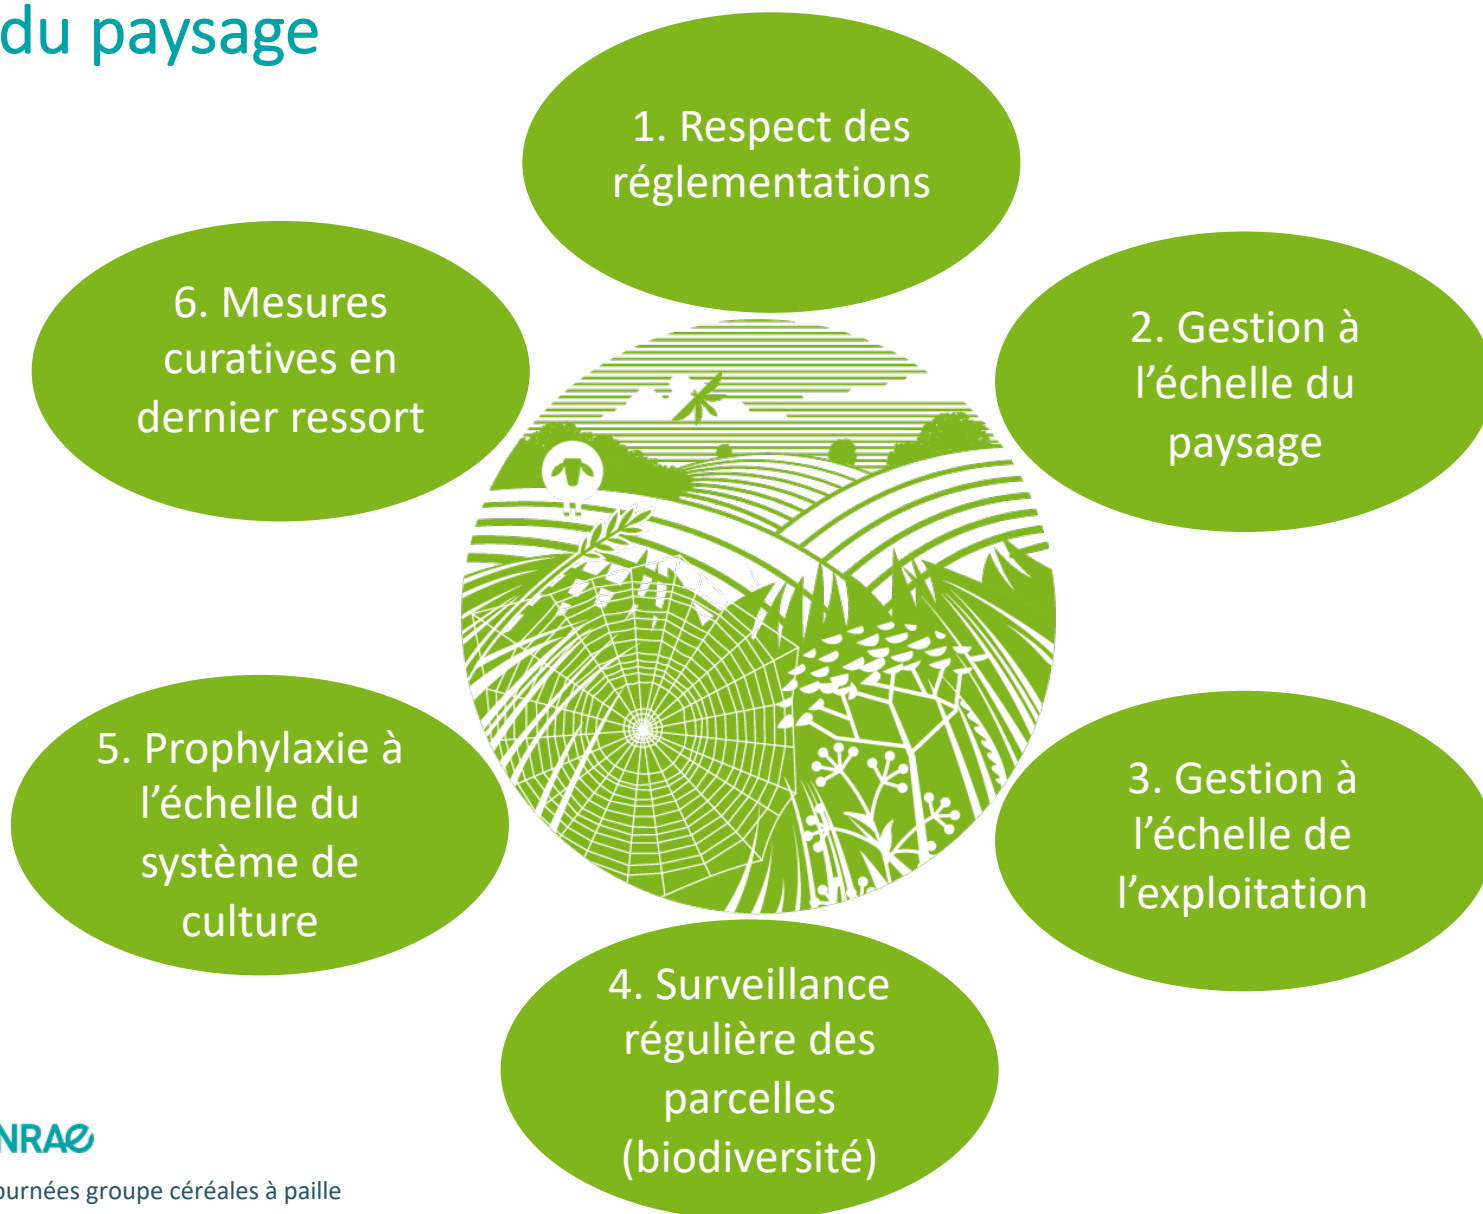 du paysage
1. Respect des
réglementations
2. Gestion à
l’échelle du
paysage
3. Gestion à
l’échelle de
l’exploitation
4. Surveillance
régulière des
parcelles
(biodiversité)
5. Prophylaxie à
l’échelle du
système de
culture
6. Mesures
curatives en
dernier ressort
NRAE
ournées groupe céréales à paille